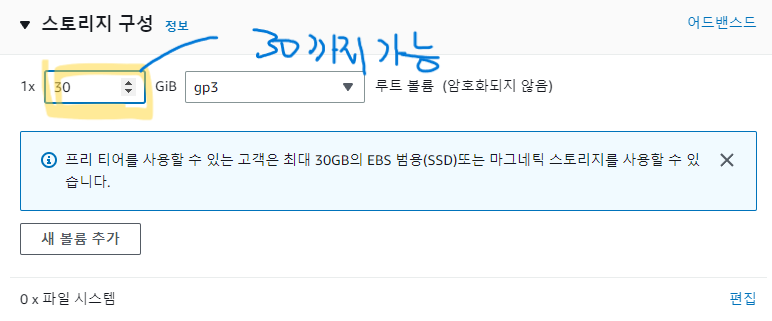 ▼ 스토리지 구성 정보
어드밴스드
30까지 가능
1x 30 GiB gp3 루트 볼륨 (암호화되지 않음)
프리 티어를 사용할 수 있는 고객은 최대 30GB의 EBS 범용(SSD)또는 마그네틱 스토리지를 사용할 수 있
습니다.
새 볼륨 추가
0 x 파일 시스템
편집